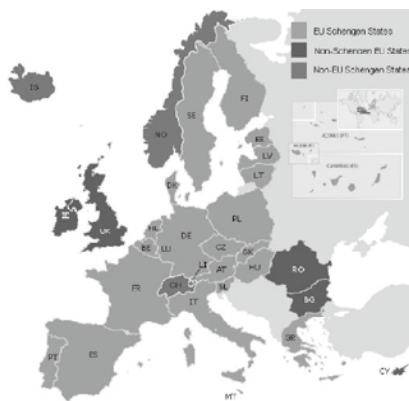 EU Schengen States
Non-Schengen EU States
Non-EU Schengen States
IS
NO
SE
FI
EE
LV
LT
DK
UK
NL
BE
LU
DE
PL
CZ
SK
LI
AT
HU
RO
FR
CH
SL
IT
BG
PT
ES
GR
MT
CY